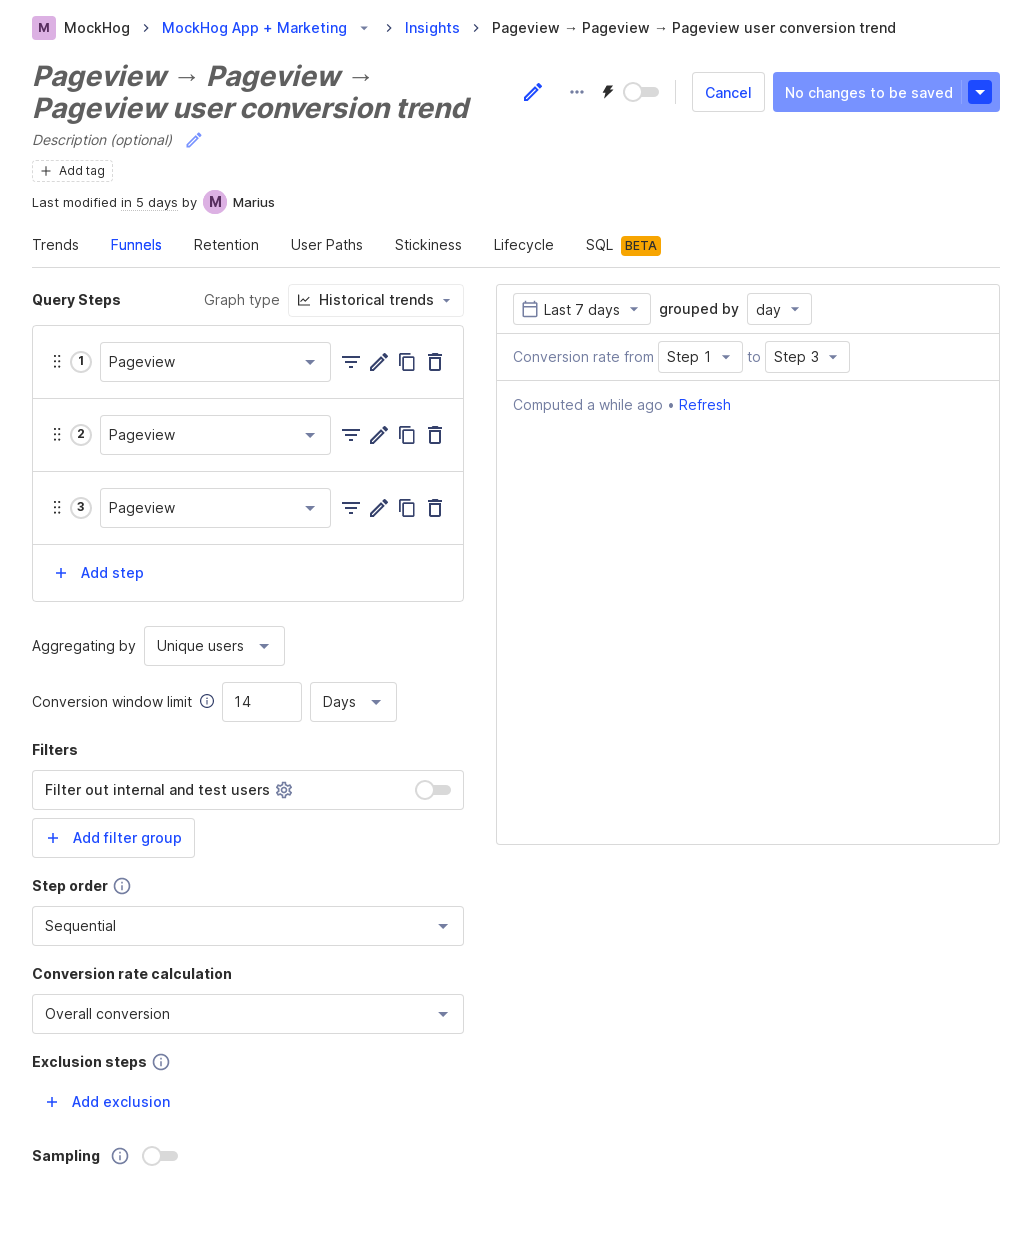 M MockHog > MockHog App + Marketing > Insights > Pageview → Pageview → Pageview user conversion trend
Pageview → Pageview →
Pageview user conversion trend
Cancel
No changes to be saved
Description (optional)
Add tag
Last modified in 5 days by M Marius
Trends Funnels Retention User Paths Stickiness Lifecycle SQL BETA
Query Steps Graph type Historical trends
1 Pageview
2 Pageview
3 Pageview
+ Add step
Aggregating by Unique users
Conversion window limit 14 Days
Filters
Filter out internal and test users
+ Add filter group
Step order
Sequential
Conversion rate calculation
Overall conversion
Exclusion steps
+ Add exclusion
Sampling
Last 7 days grouped by day
Conversion rate from Step 1 to Step 3
Computed a while ago • Refresh